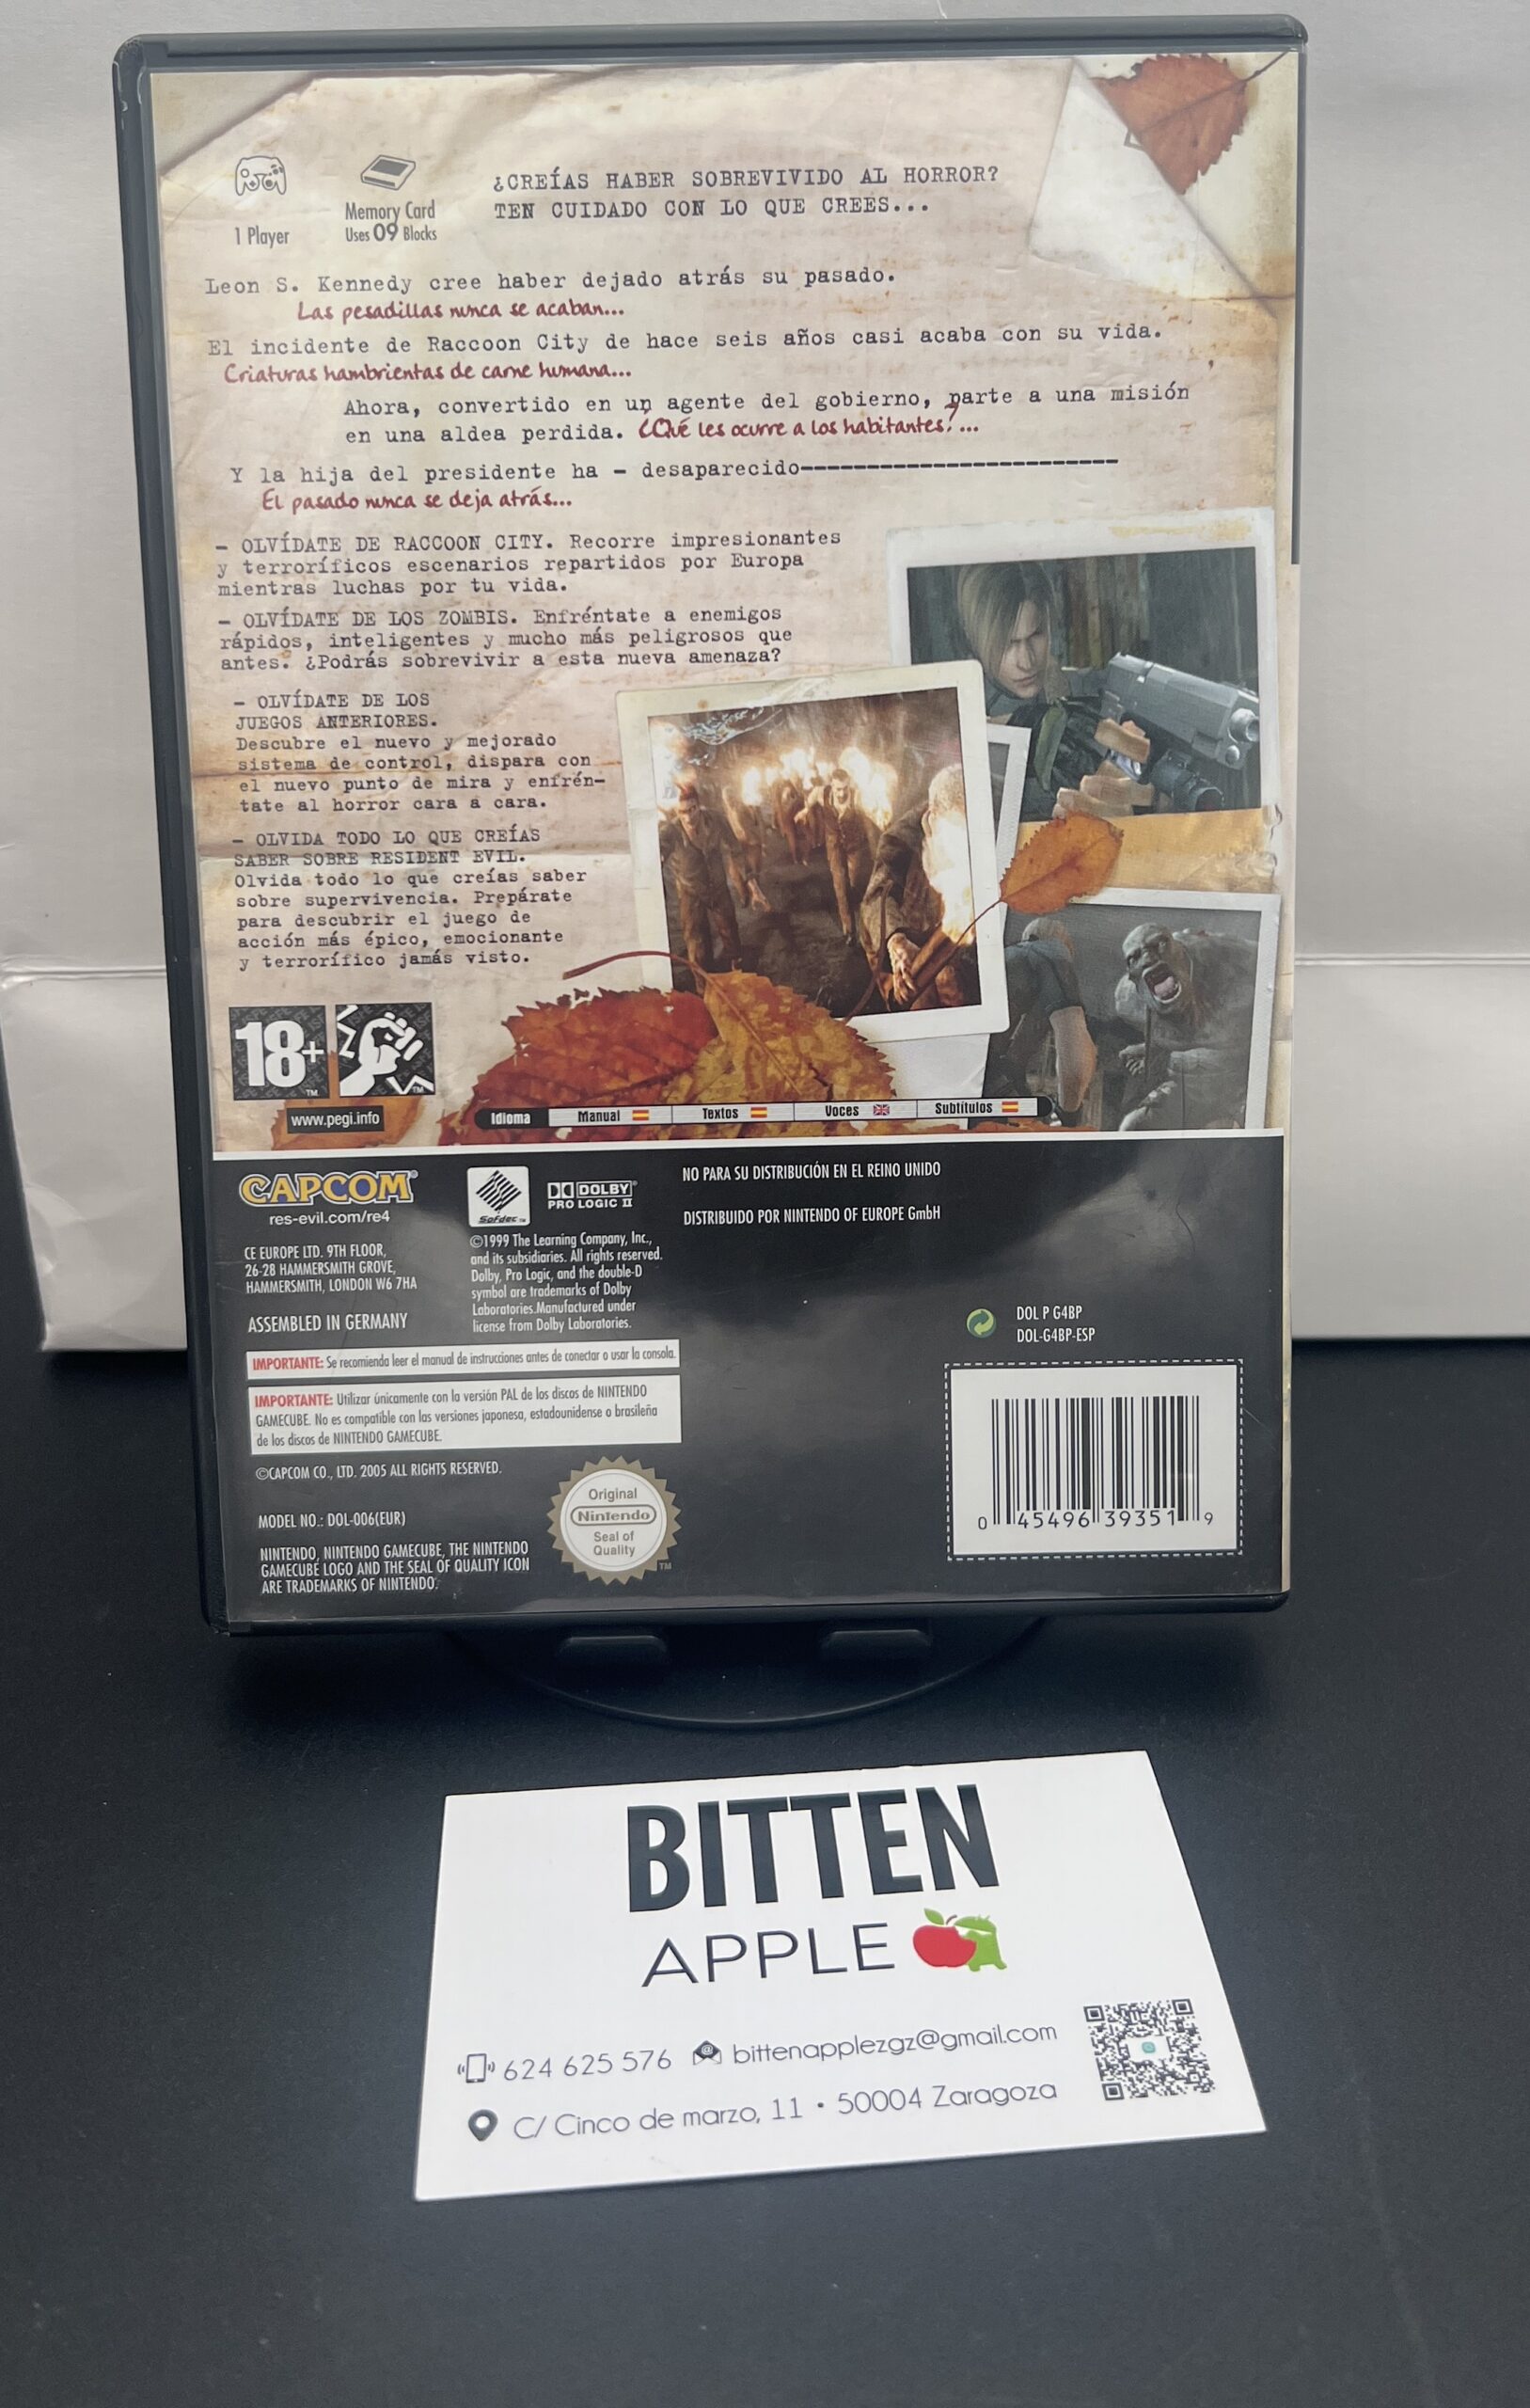 1 Player
Memory Card
Uses 09 Blocks
¿CREÍAS HABER SOBREVIVIDO AL HORROR?
TEN CUIDADO CON LO QUE CREES...
Leon S. Kennedy cree haber dejado atrás su pasado.
Las pesadillas nunca se acaban...
El incidente de Raccoon City de hace seis años casi acaba con su vida.
Criaturas hambrientas de carne humana...
Ahora, convertido en un agente del gobierno, parte a una misión
en una aldea perdida. ¿Qué les ocurre a los habitantes?...
Y la hija del presidente ha - desaparecido------------------------
El pasado nunca se deja atrás...
- OLVÍDATE DE RACCOON CITY. Recorre impresionantes
y terroríficos escenarios repartidos por Europa
mientras luchas por tu vida.
- OLVÍDATE DE LOS ZOMBIS. Enfréntate a enemigos
rápidos, inteligentes y mucho más peligrosos que
antes. ¿Podrás sobrevivir a esta nueva amenaza?
- OLVÍDATE DE LOS
JUEGOS ANTERIORES.
Descubre el nuevo y mejorado
sistema de control, dispara con
el nuevo punto de mira y enfrén-
tate al horror cara a cara.
- OLVIDA TODO LO QUE CREÍAS
SABER SOBRE RESIDENT EVIL.
Olvida todo lo que creías saber
sobre supervivencia. Prepárate
para descubrir el juego de
acción más épico, emocionante
y terrorífico jamás visto.
18+™
www.pegi.info
Idioma Manual Textos Voces Subtítulos
CAPCOM®
res-evil.com/re4
CE EUROPE LTD. 9TH FLOOR,
26-28 HAMMERSMITH GROVE,
HAMMERSMITH, LONDON W6 7HA
ASSEMBLED IN GERMANY
Sofdec™
DOLBY®
PRO LOGIC II
©1999 The Learning Company, Inc.,
and its subsidiaries. All rights reserved.
Dolby, Pro Logic, and the double-D
symbol are trademarks of Dolby
Laboratories.Manufactured under
license from Dolby Laboratories.
NO PARA SU DISTRIBUCIÓN EN EL REINO UNIDO
DISTRIBUIDO POR NINTENDO OF EUROPE GmbH
DOL P G4BP
DOL-G4BP-ESP
IMPORTANTE: Se recomienda leer el manual de instrucciones antes de conectar o usar la consola.
IMPORTANTE: Utilizar únicamente con la versión PAL de los discos de NINTENDO
GAMECUBE. No es compatible con las versiones japonesa, estadounidense o brasileña
de los discos de NINTENDO GAMECUBE.
©CAPCOM CO., LTD. 2005 ALL RIGHTS RESERVED.
MODEL NO.: DOL-006(EUR)
NINTENDO, NINTENDO GAMECUBE, THE NINTENDO
GAMECUBE LOGO AND THE SEAL OF QUALITY ICON
ARE TRADEMARKS OF NINTENDO.
Original
Nintendo
Seal of
Quality
™
0 45496 39351 9
BITTEN
APPLE
624 625 576 bittenapplezgz@gmail.com
C/ Cinco de marzo, 11 • 50004 Zaragoza